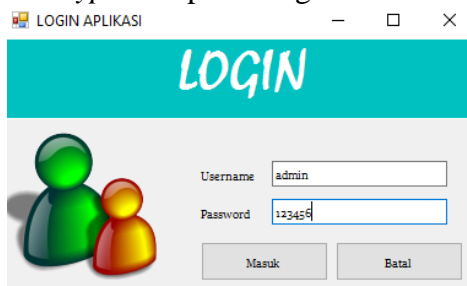 LOGIN APLIKASI
LOGIN
Username admin
Password 123456
Masuk Batal